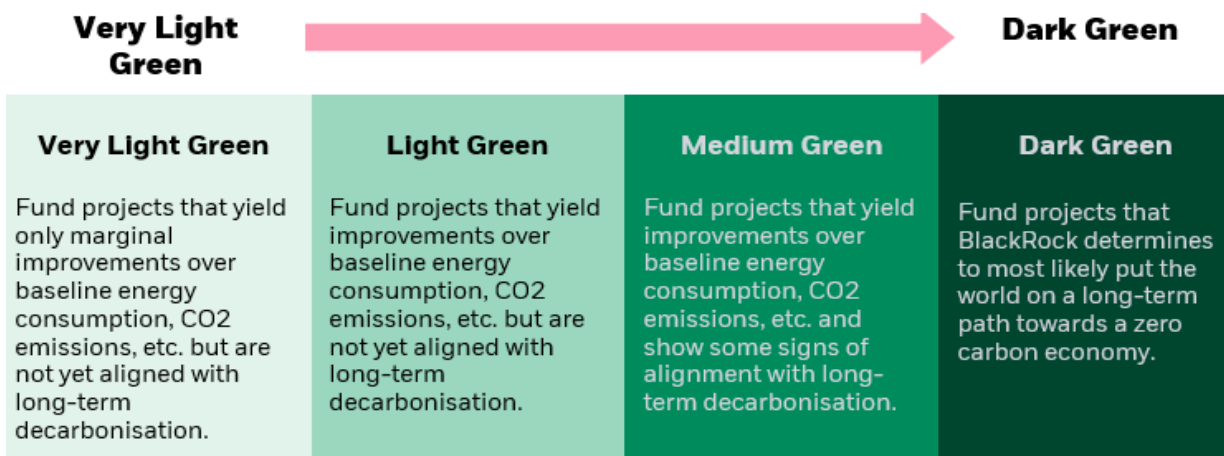 Very Light
Green
Dark Green
Very Light Green
Fund projects that yield
only marginal
improvements over
baseline energy
consumption, CO2
emissions, etc. but are
not yet aligned with
long-term
decarbonisation.
Light Green
Fund projects that yield
improvements over
baseline energy
consumption, CO2
emissions, etc. but are
not yet aligned with
long-term
decarbonisation.
Medium Green
Fund projects that yield
improvements over
baseline energy
consumption, CO2
emissions, etc. and
show some signs of
alignment with long-
term decarbonisation.
Dark Green
Fund projects that
BlackRock determines
to most likely put the
world on a long-term
path towards a zero
carbon economy.